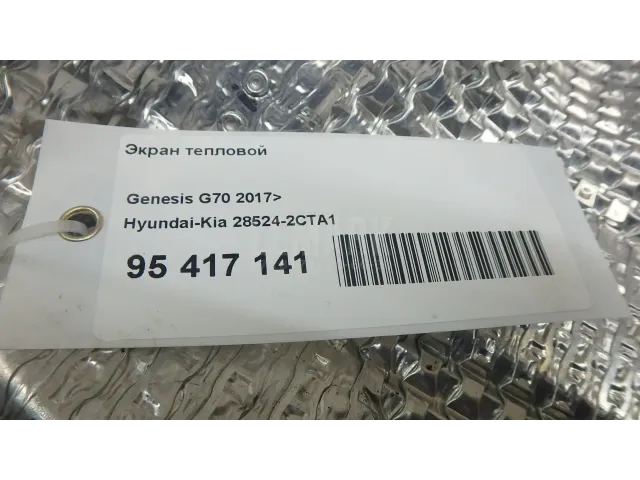 Экран тепловой
Genesis G70 2017>
Hyundai-Kia 28524-2CTA1
95 417 141